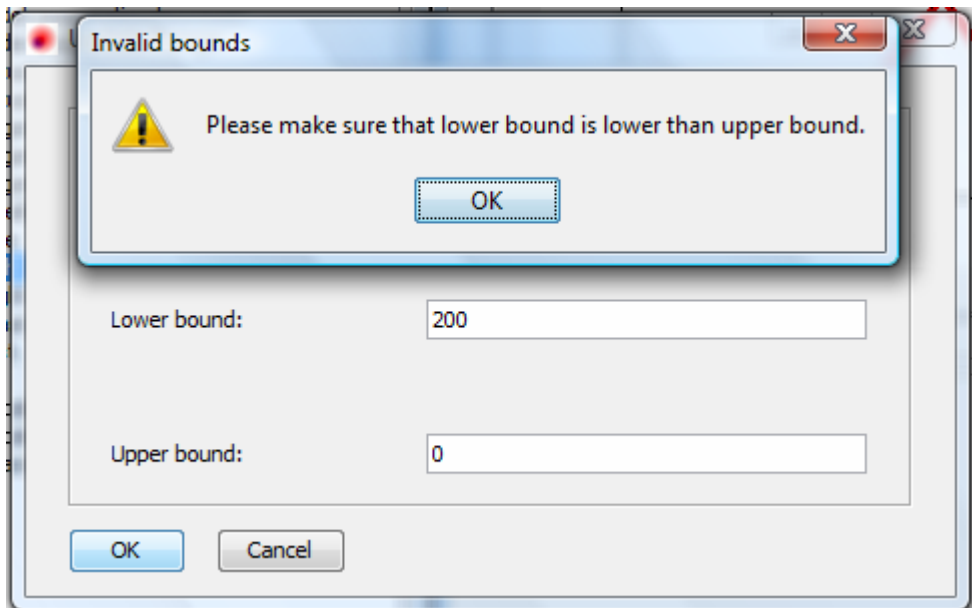 Invalid bounds
Please make sure that lower bound is lower than upper bound.
OK
Lower bound:
200
Upper bound:
0
OK
Cancel